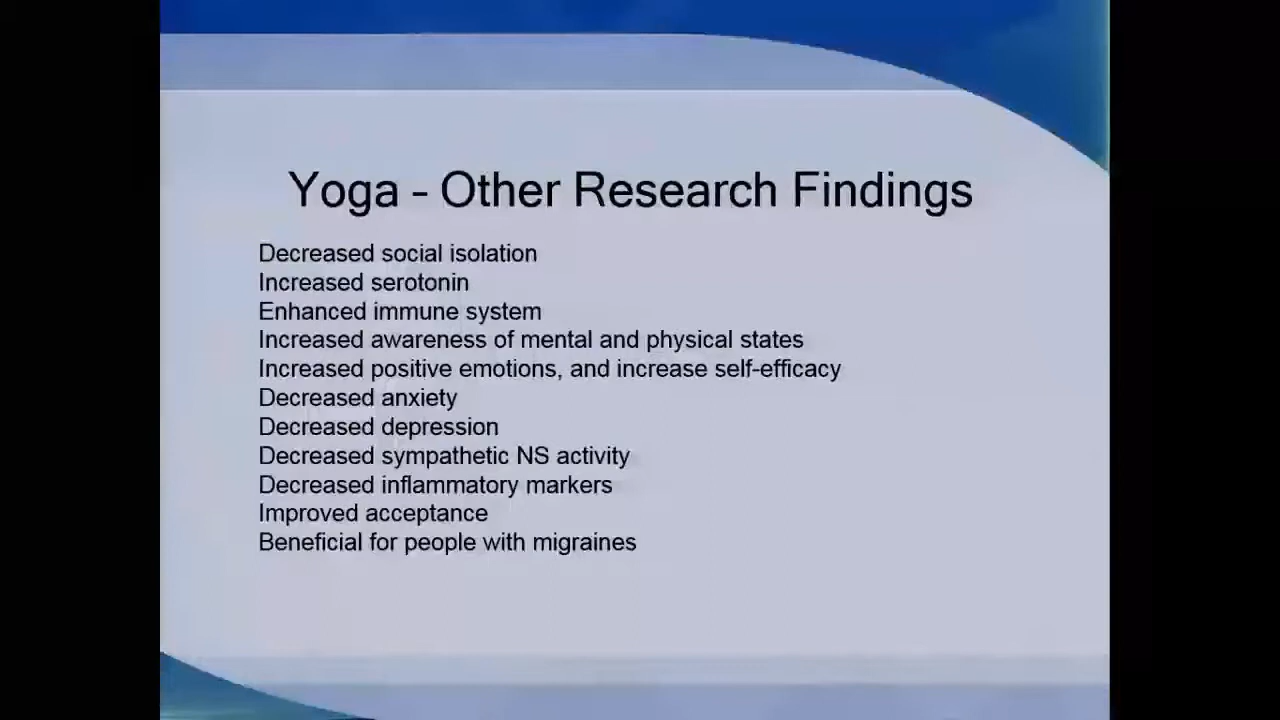 Yoga – Other Research Findings
Decreased social isolation
Increased serotonin
Enhanced immune system
Increased awareness of mental and physical states
Increased positive emotions, and increase self-efficacy
Decreased anxiety
Decreased depression
Decreased sympathetic NS activity
Decreased inflammatory markers
Improved acceptance
Beneficial for people with migraines